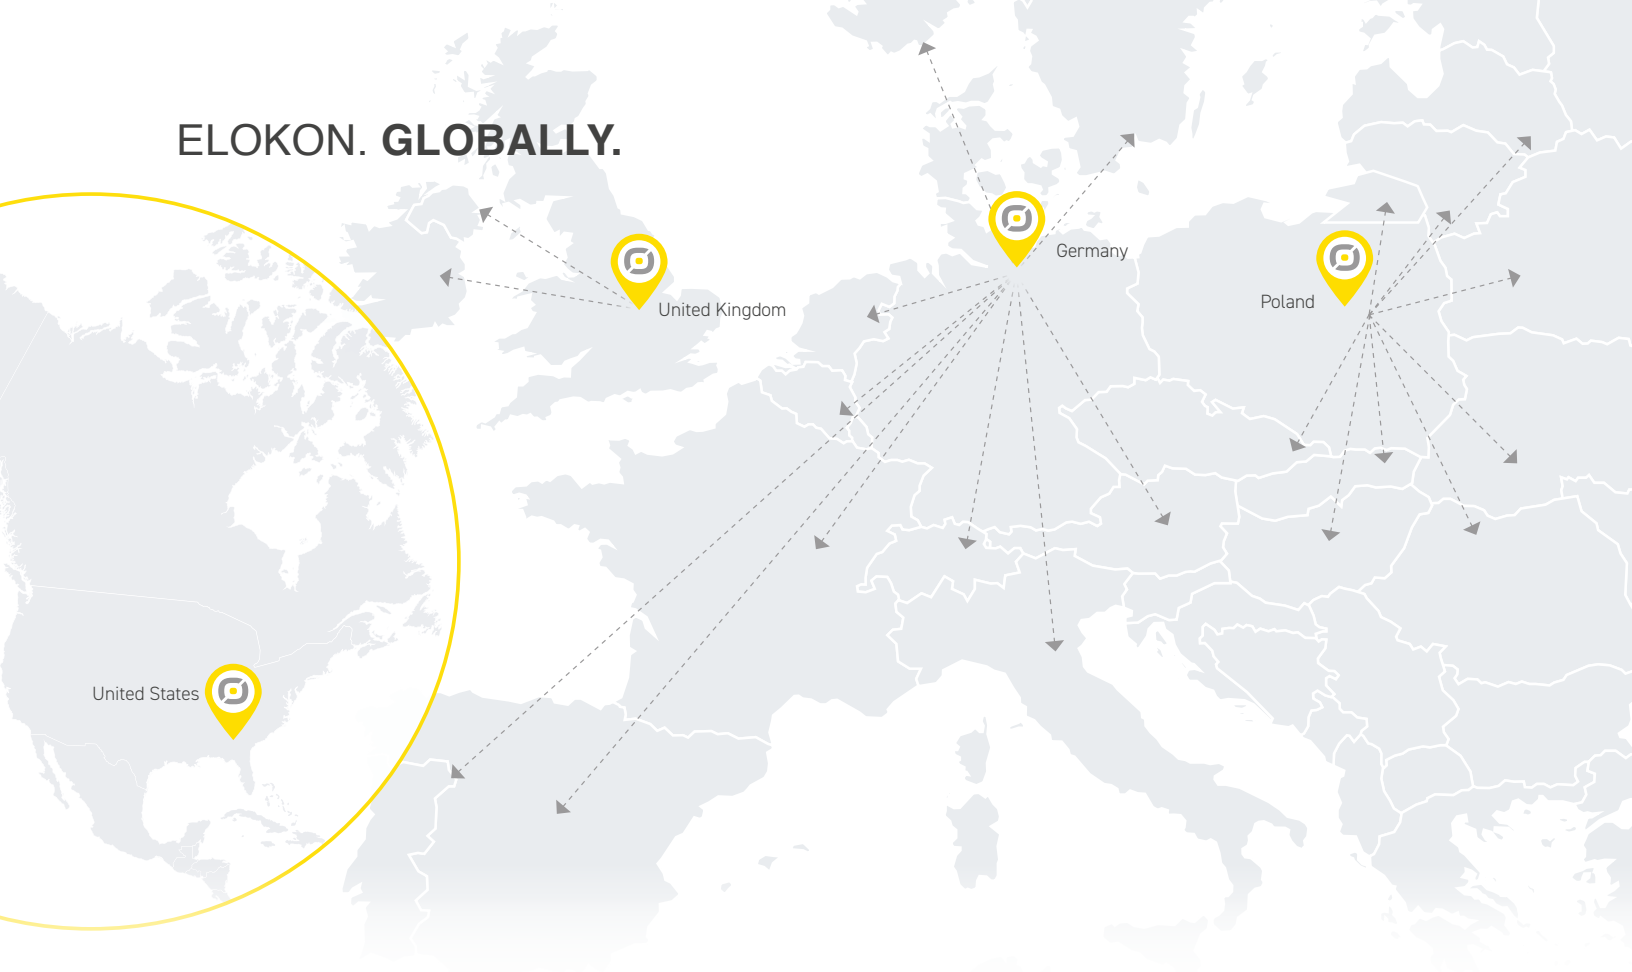 ELOKON. GLOBALLY.
Germany
Poland
United Kingdom
United States